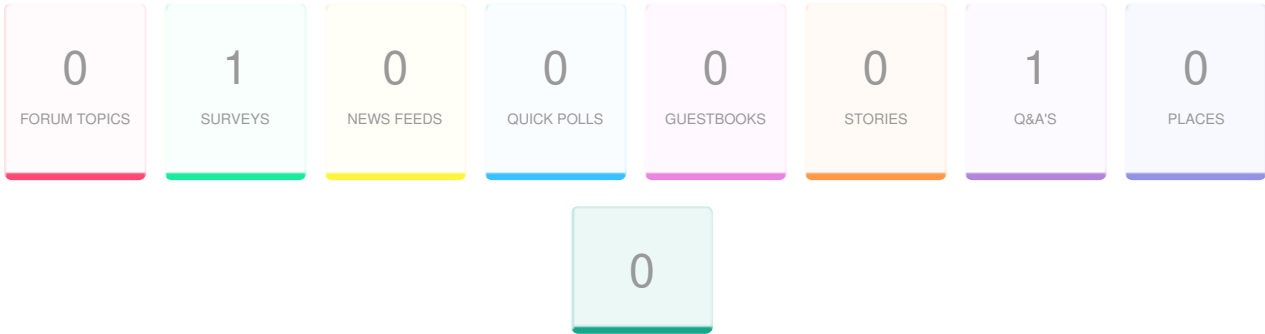 0 1 0 0 0 0 1 0
FORUM TOPICS SURVEYS NEWS FEEDS QUICK POLLS GUESTBOOKS STORIES Q&A'S PLACES
0